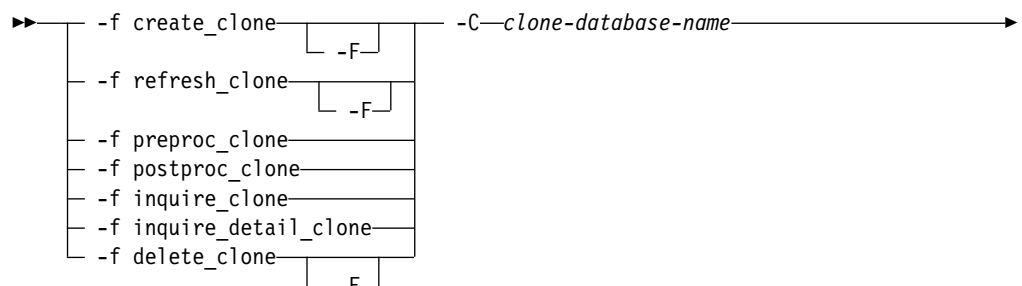 -f create_clone -C clone-database-name
-F
-f refresh_clone
-F
-f preproc_clone
-f postproc_clone
-f inquire_clone
-f inquire_detail_clone
-f delete_clone
F